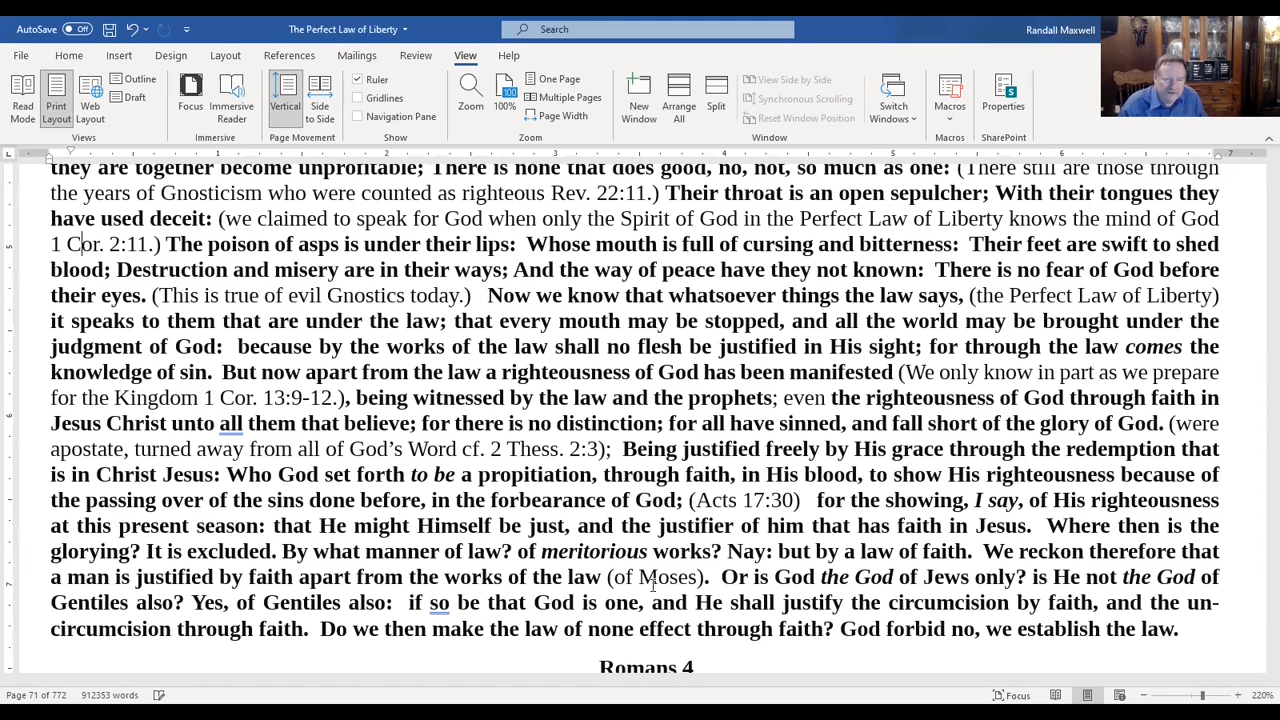 AutoSave Off The Perfect Law of Liberty Search Randall Maxwell
File Home Insert Design Layout References Mailings Review View Help
Read Mode Print Layout Web Layout Outline Draft Focus Immersive Reader Vertical Side to Side Ruler Gridlines Navigation Pane Zoom 100 100% One Page Multiple Pages Page Width New Window Arrange All Split View Side by Side Synchronous Scrolling Reset Window Position Switch Windows Macros Properties
Views Immersive Page Movement Show Zoom Window Macros SharePoint
1 2 3 4 5 6 7
they are together become unprofitable; There is none that does good, no, not, so much as one: (There still are those through
the years of Gnosticism who were counted as righteous Rev. 22:11.) Their throat is an open sepulcher; With their tongues they
have used deceit: (we claimed to speak for God when only the Spirit of God in the Perfect Law of Liberty knows the mind of God
1 Cor. 2:11.) The poison of asps is under their lips: Whose mouth is full of cursing and bitterness: Their feet are swift to shed
blood; Destruction and misery are in their ways; And the way of peace have they not known: There is no fear of God before
their eyes. (This is true of evil Gnostics today.) Now we know that whatsoever things the law says, (the Perfect Law of Liberty)
it speaks to them that are under the law; that every mouth may be stopped, and all the world may be brought under the
judgment of God: because by the works of the law shall no flesh be justified in His sight; for through the law comes the
knowledge of sin. But now apart from the law a righteousness of God has been manifested (We only know in part as we prepare
for the Kingdom 1 Cor. 13:9-12.), being witnessed by the law and the prophets; even the righteousness of God through faith in
Jesus Christ unto all them that believe; for there is no distinction; for all have sinned, and fall short of the glory of God. (were
apostate, turned away from all of God's Word cf. 2 Thess. 2:3); Being justified freely by His grace through the redemption that
is in Christ Jesus: Who God set forth to be a propitiation, through faith, in His blood, to show His righteousness because of
the passing over of the sins done before, in the forbearance of God; (Acts 17:30) for the showing, I say, of His righteousness
at this present season: that He might Himself be just, and the justifier of him that has faith in Jesus. Where then is the
glorying? It is excluded. By what manner of law? of meritorious works? Nay: but by a law of faith. We reckon therefore that
a man is justified by faith apart from the works of the law (of Moses). Or is God the God of Jews only? is He not the God of
Gentiles also? Yes, of Gentiles also: if so be that God is one, and He shall justify the circumcision by faith, and the un-
circumcision through faith. Do we then make the law of none effect through faith? God forbid no, we establish the law.
Romans 4
Page 71 of 772 912353 words Focus 220%